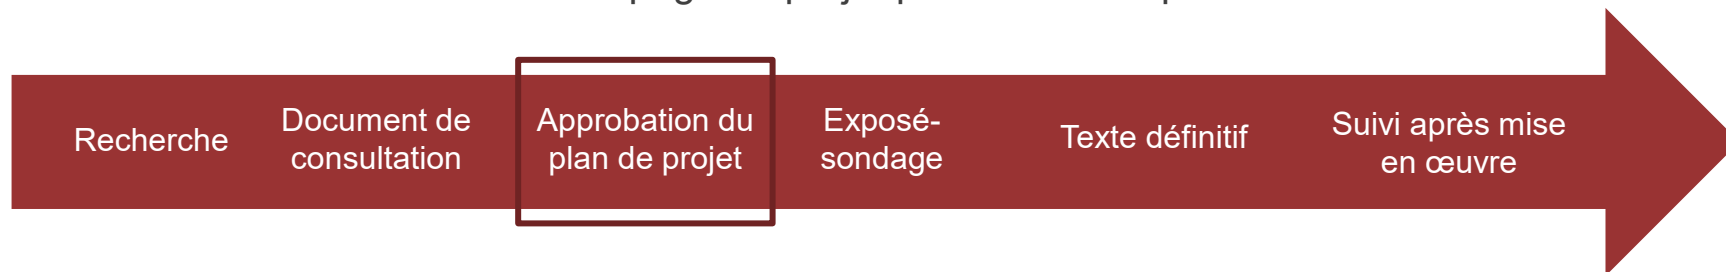 Recherche
Document de
consultation
Approbation du
plan de projet
Exposé-
sondage
Texte définitif
Suivi après mise
en œuvre